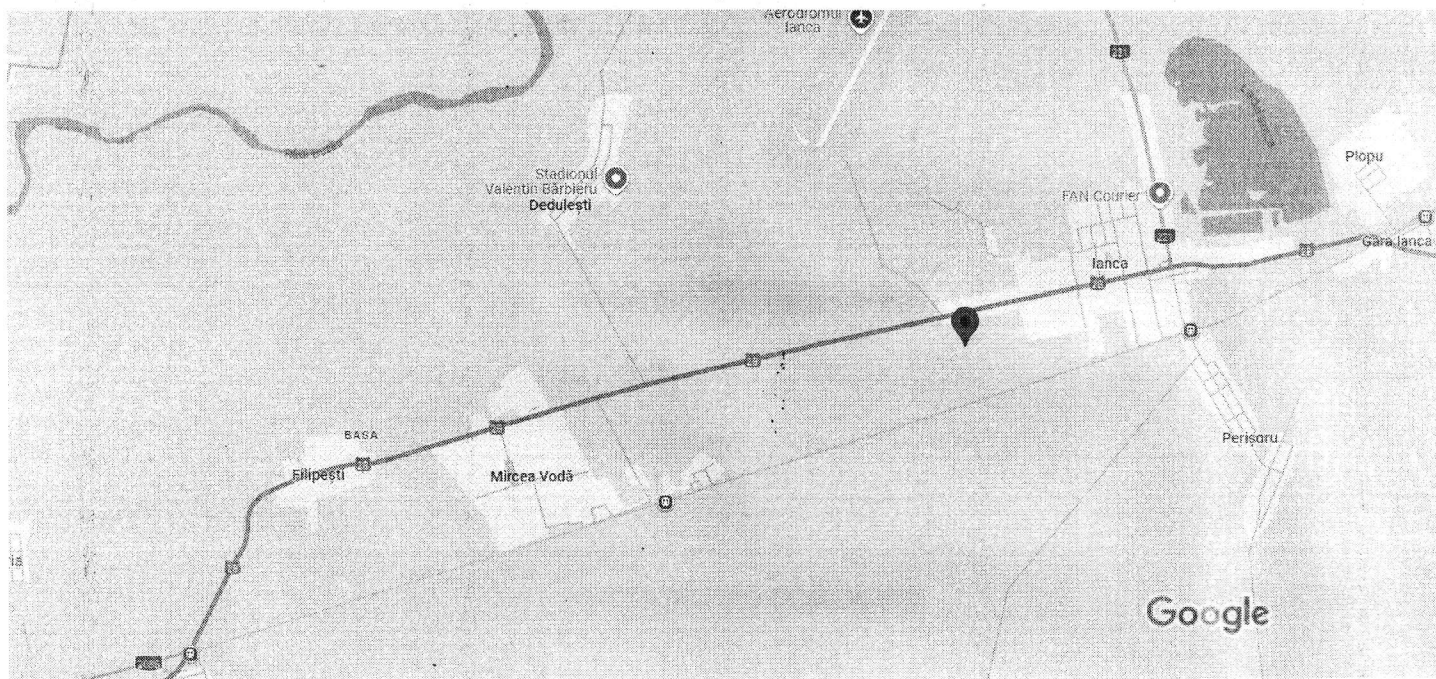 Aerodromul
Ianca
Plopu
Stadionul
Valentin Bărbieru
Dedulești
FAN Courier
Gara Ianca
Ianca
BASA
Perișoru
Filipești
Mircea Vodă
Google